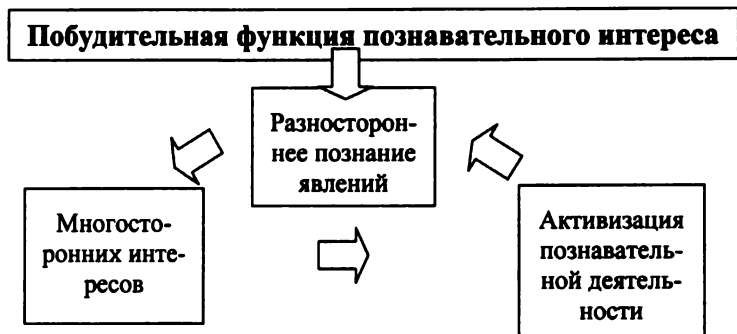 Побудительная функция познавательного интереса
Разносторон-
нее познание
явлений
Многосто-
ронних инте-
ресов
Активизация
познаватель-
ной деятель-
ности